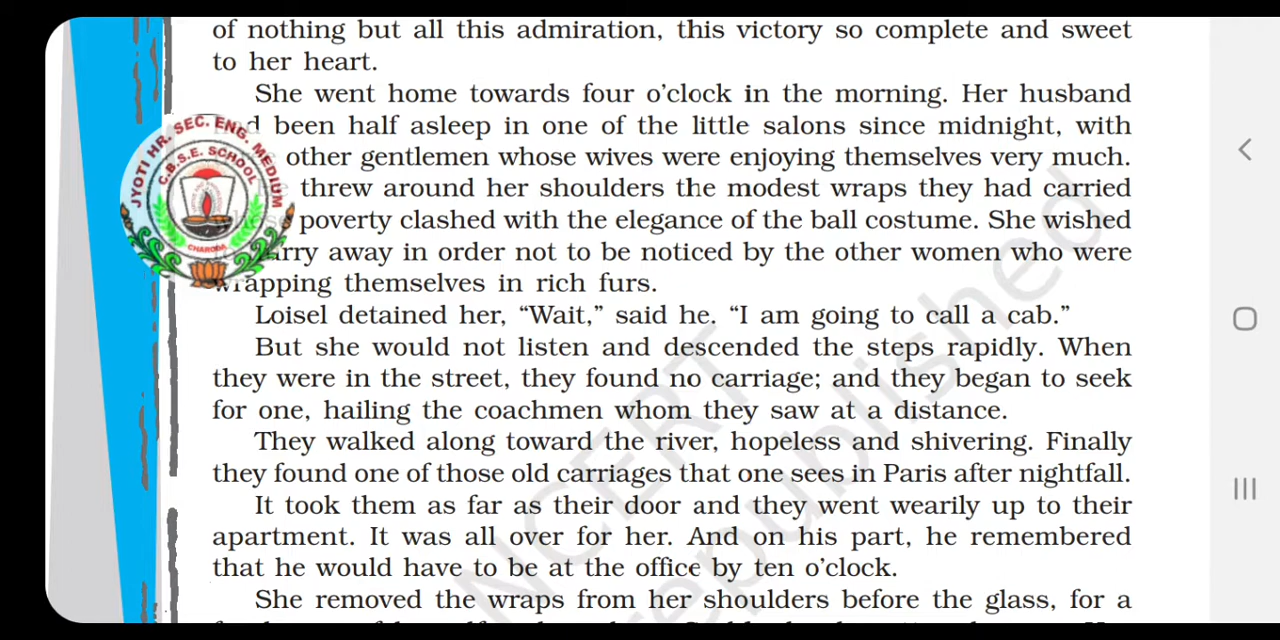 of nothing but all this admiration, this victory so complete and sweet
to her heart.
She went home towards four o'clock in the morning. Her husband
d been half asleep in one of the little salons since midnight, with
other gentlemen whose wives were enjoying themselves very much.
threw around her shoulders the modest wraps they had carried
poverty clashed with the elegance of the ball costume. She wished
urry away in order not to be noticed by the other women who were
wrapping themselves in rich furs.
Loisel detained her, “Wait,” said he. “I am going to call a cab.”
But she would not listen and descended the steps rapidly. When
they were in the street, they found no carriage; and they began to seek
for one, hailing the coachmen whom they saw at a distance.
They walked along toward the river, hopeless and shivering. Finally
they found one of those old carriages that one sees in Paris after nightfall.
It took them as far as their door and they went wearily up to their
apartment. It was all over for her. And on his part, he remembered
that he would have to be at the office by ten o'clock.
She removed the wraps from her shoulders before the glass, for a
JYOTI HR. SEC. ENG. MEDIUM
C.B.S.E. SCHOOL
CHARODA
NCERT
republished